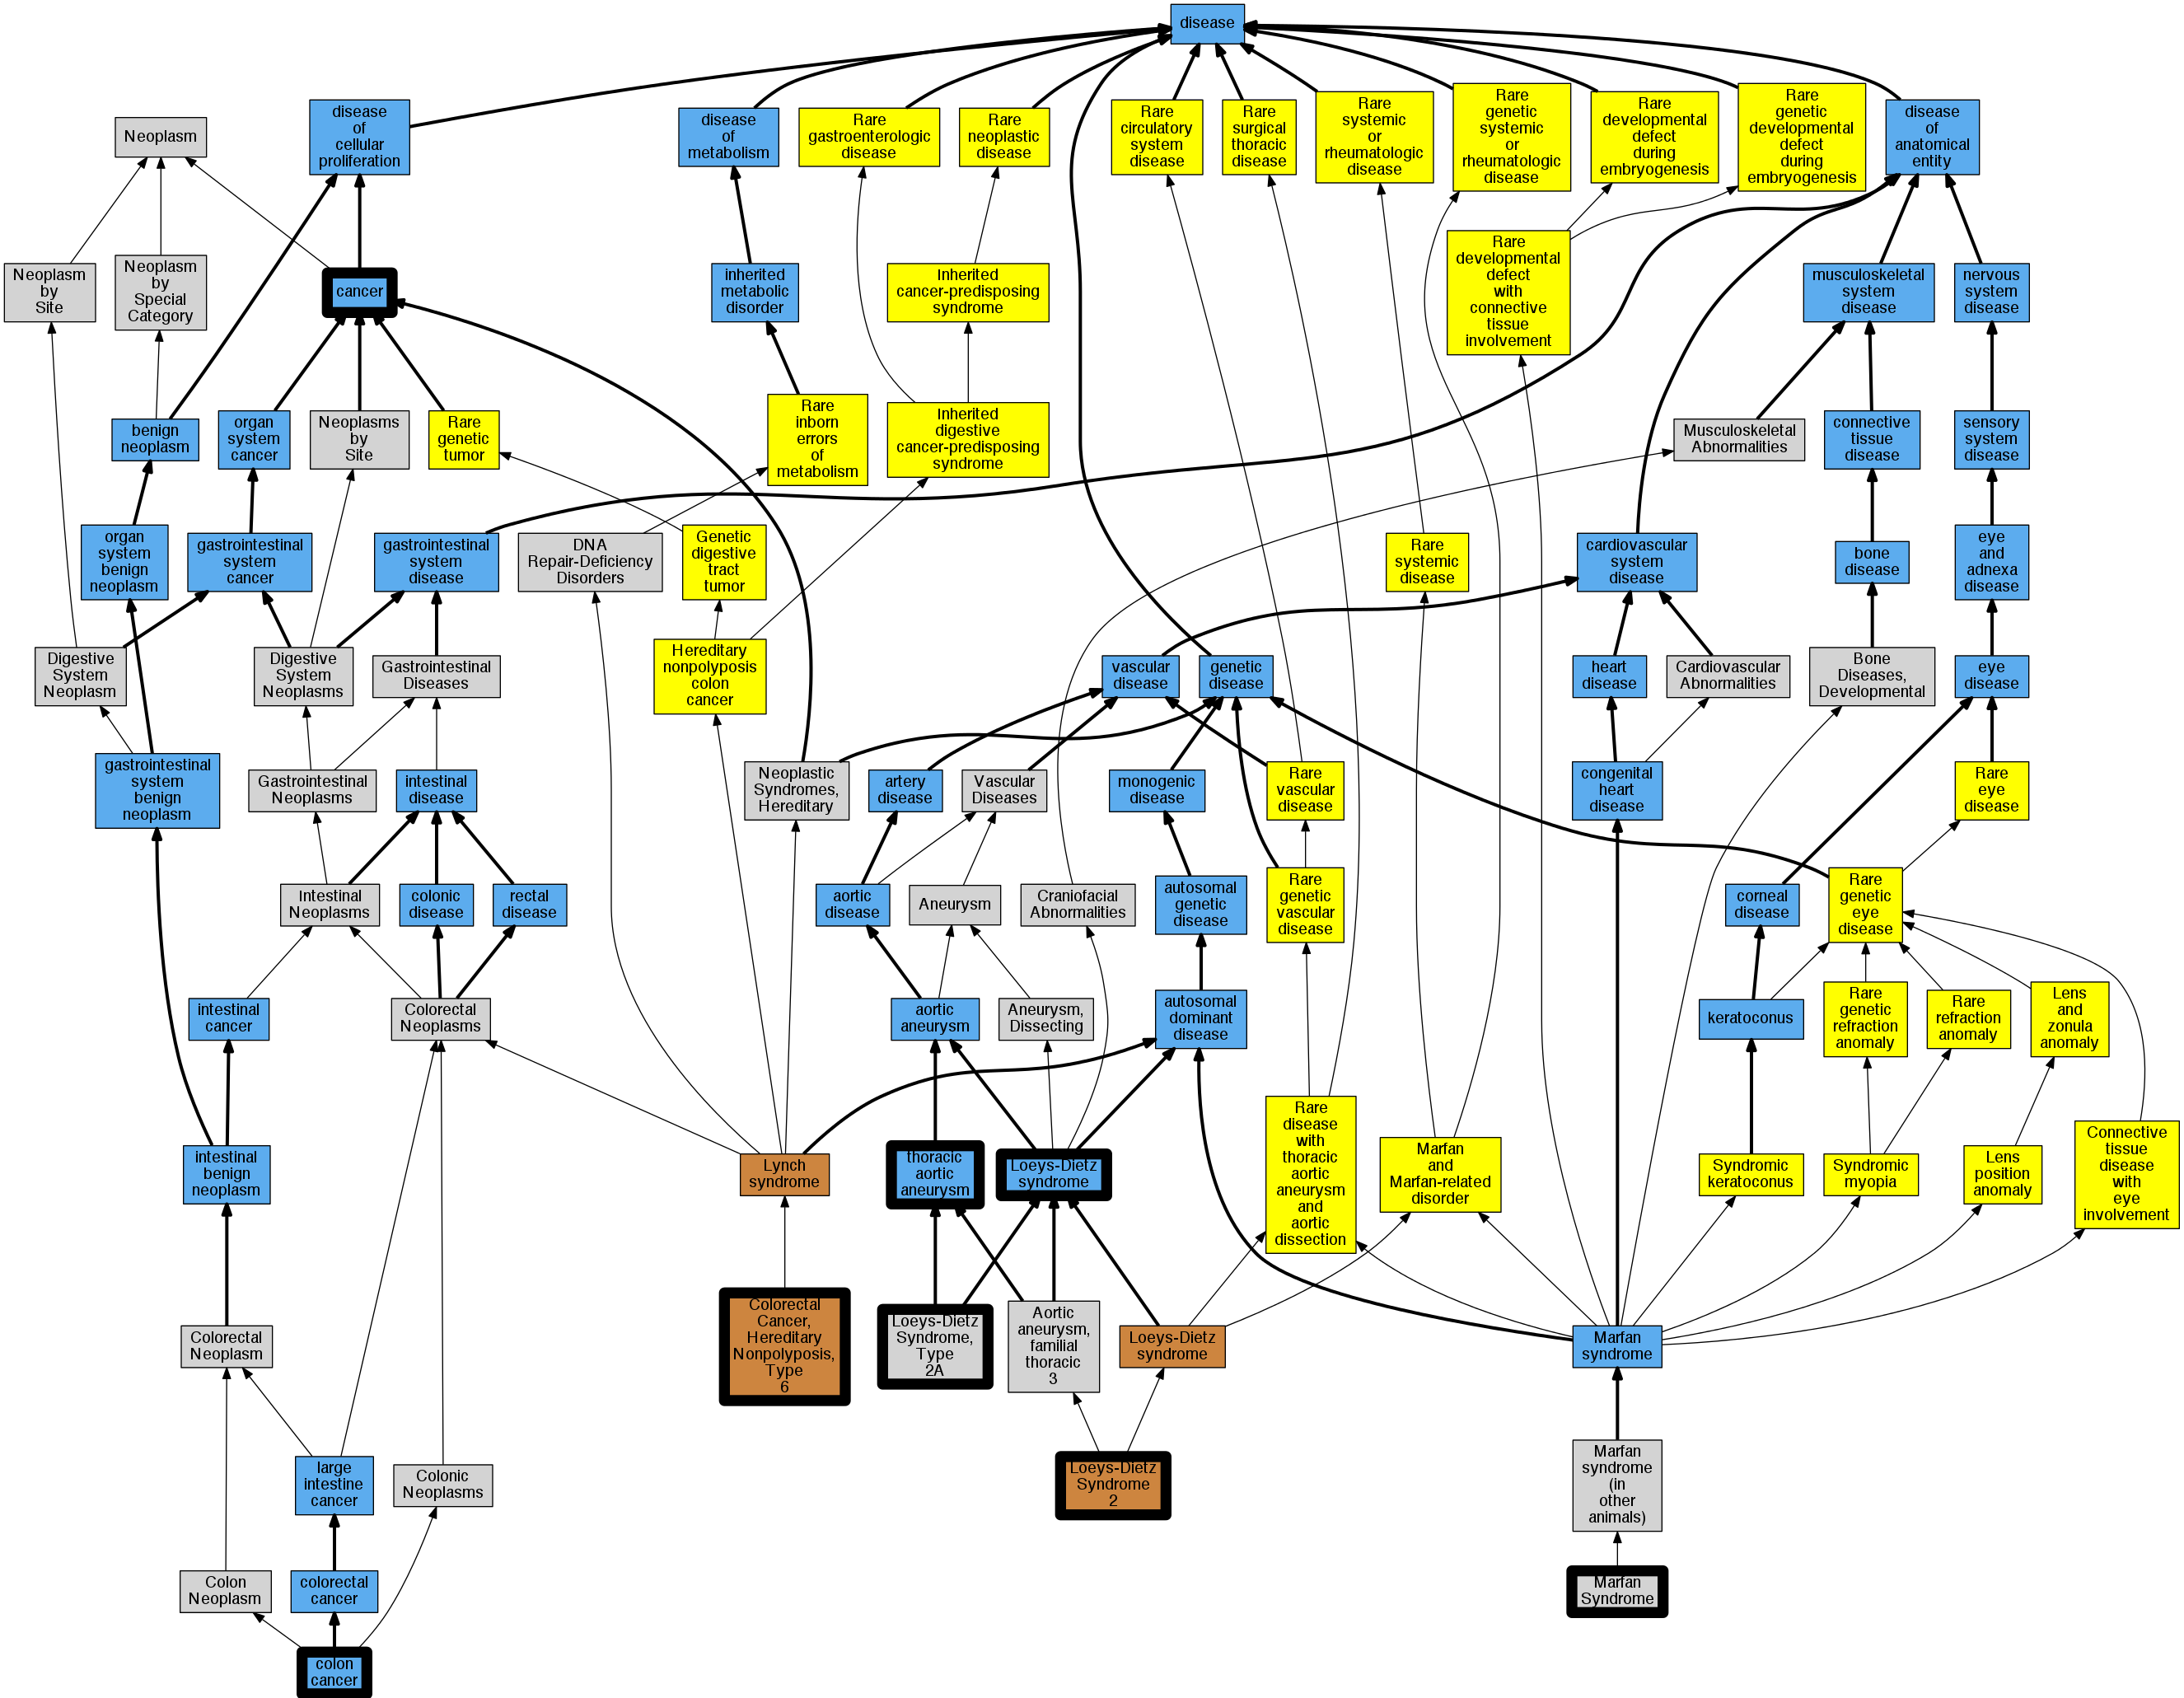 disease
Neoplasm
disease
of
cellular
proliferation
disease
of
metabolism
Rare
gastroenterologic
disease
Rare
neoplastic
disease
Rare
circulatory
system
disease
Rare
surgical
thoracic
disease
Rare
systemic
or
rheumatologic
disease
Rare
genetic
systemic
or
rheumatologic
disease
Rare
developmental
defect
during
embryogenesis
Rare
genetic
developmental
defect
during
embryogenesis
disease
of
anatomical
entity
Neoplasm
by
Site
Neoplasm
by
Special
Category
cancer
inherited
metabolic
disorder
Inherited
cancer-predisposing
syndrome
Rare
developmental
defect
with
connective
tissue
involvement
musculoskeletal
system
disease
nervous
system
disease
benign
neoplasm
organ
system
cancer
Neoplasms
by
Site
Rare
genetic
tumor
Rare
inborn
errors
of
metabolism
Inherited
digestive
cancer-predisposing
syndrome
Musculoskeletal
Abnormalities
connective
tissue
disease
sensory
system
disease
organ
system
benign
neoplasm
gastrointestinal
system
cancer
gastrointestinal
system
disease
DNA
Repair-Deficiency
Disorders
Genetic
digestive
tract
tumor
Rare
systemic
disease
cardiovascular
system
disease
bone
disease
eye
and
adnexa
disease
Digestive
System
Neoplasm
Digestive
System
Neoplasms
Gastrointestinal
Diseases
Hereditary
nonpolyposis
colon
cancer
vascular
disease
genetic
disease
heart
disease
Cardiovascular
Abnormalities
Bone
Diseases,
Developmental
eye
disease
gastrointestinal
system
benign
neoplasm
Gastrointestinal
Neoplasms
intestinal
disease
Neoplastic
Syndromes,
Hereditary
artery
disease
Vascular
Diseases
monogenic
disease
Rare
vascular
disease
congenital
heart
disease
Rare
eye
disease
Intestinal
Neoplasms
colonic
disease
rectal
disease
aortic
disease
Aneurysm
Craniofacial
Abnormalities
autosomal
genetic
disease
Rare
genetic
vascular
disease
corneal
disease
Rare
genetic
eye
disease
intestinal
cancer
Colorectal
Neoplasms
aortic
aneurysm
Aneurysm,
Dissecting
autosomal
dominant
disease
keratoconus
Rare
genetic
refraction
anomaly
Rare
refraction
anomaly
Lens
and
zonula
anomaly
intestinal
benign
neoplasm
Lynch
syndrome
thoracic
aortic
aneurysm
Loeys-Dietz
syndrome
Rare
disease
with
thoracic
aortic
aneurysm
and
aortic
dissection
Marfan
and
Marfan-related
disorder
Syndromic
keratoconus
Syndromic
myopia
Lens
position
anomaly
Connective
tissue
disease
with
eye
involvement
Colorectal
Neoplasm
Colorectal
Cancer,
Hereditary
Nonpolyposis,
Type
6
Loeys-Dietz
Syndrome,
Type
2A
Aortic
aneurysm,
familial
thoracic
3
Loeys-Dietz
syndrome
Marfan
syndrome
large
intestine
cancer
Colonic
Neoplasms
Loeys-Dietz
Syndrome
2
Marfan
syndrome
(in
other
animals)
Colon
Neoplasm
colorectal
cancer
Marfan
Syndrome
colon
cancer